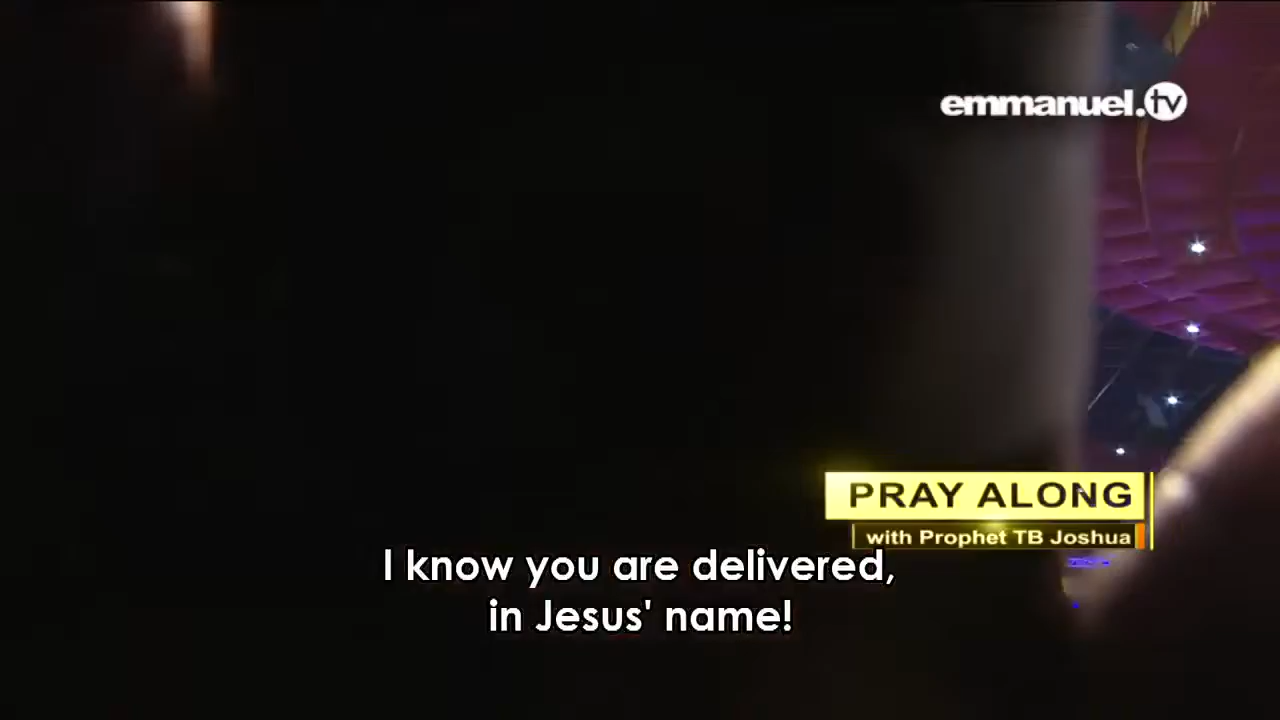 emmanuel.tv
PRAY ALONG
with Prophet TB Joshua
I know you are delivered,
in Jesus' name!